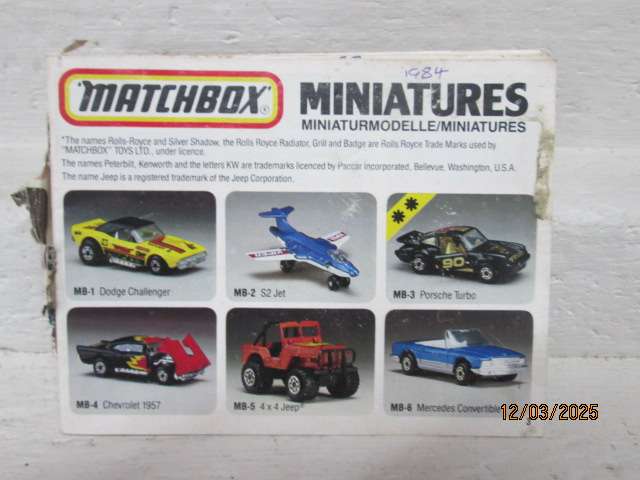 1984
"MATCHBOX"®
MINIATURES
MINIATURMODELLE/MINIATURES
*The names Rolls-Royce and Silver Shadow, the Rolls Royce Radiator, Grill and Badge are Rolls Royce Trade Marks used by
"MATCHBOX" TOYS LTD., under licence.
The names Peterbilt, Kenworth and the letters KW are trademarks licenced by Paccar Incorporated, Bellevue, Washington, U.S.A.
The name Jeep is a registered trademark of the Jeep Corporation.
MB-1 Dodge Challenger
MB-2 S2 Jet
90
MB-3 Porsche Turbo
MB-4 Chevrolet 1957
MB-5 4 x 4 Jeep*
MB-6 Mercedes Convertible
12/03/2025